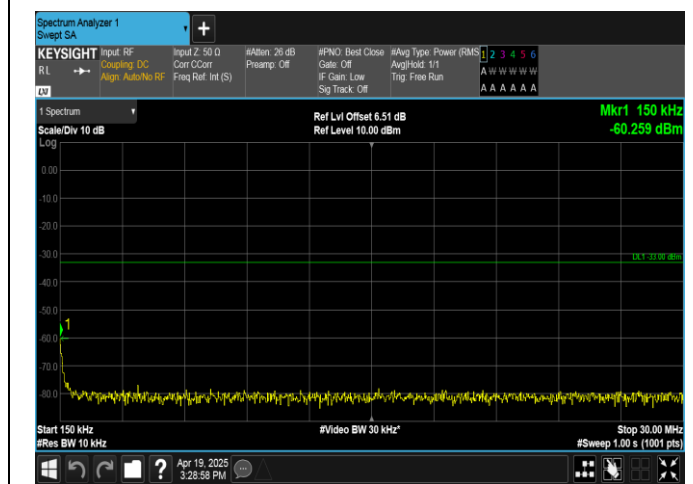 Spectrum Analyzer 1
Swept SA
+
KEYSIGHT
RL
LXI
Input: RF
Coupling: DC
Align: Auto/No RF
Input Z: 50 Ω
Corr CCorr
Freq Ref: Int (S)
#Atten: 26 dB
Preamp: Off
#PNO: Best Close
Gate: Off
IF Gain: Low
Sig Track: Off
#Avg Type: Power (RMS
Avg|Hold: 1/1
Trig: Free Run
1 2 3 4 5 6
A W W W W W
A A A A A A
1 Spectrum
Scale/Div 10 dB
Log
Ref Lvl Offset 6.51 dB
Ref Level 10.00 dBm
Mkr1 150 kHz
-60.259 dBm
0.00
-10.0
-20.0
-30.0
DL1 -33.00 dBm
-40.0
-50.0
1
-60.0
-70.0
-80.0
Start 150 kHz
#Video BW 30 kHz*
Stop 30.00 MHz
#Res BW 10 kHz
#Sweep 1.00 s (1001 pts)
?
Apr 19, 2025
3:28:58 PM